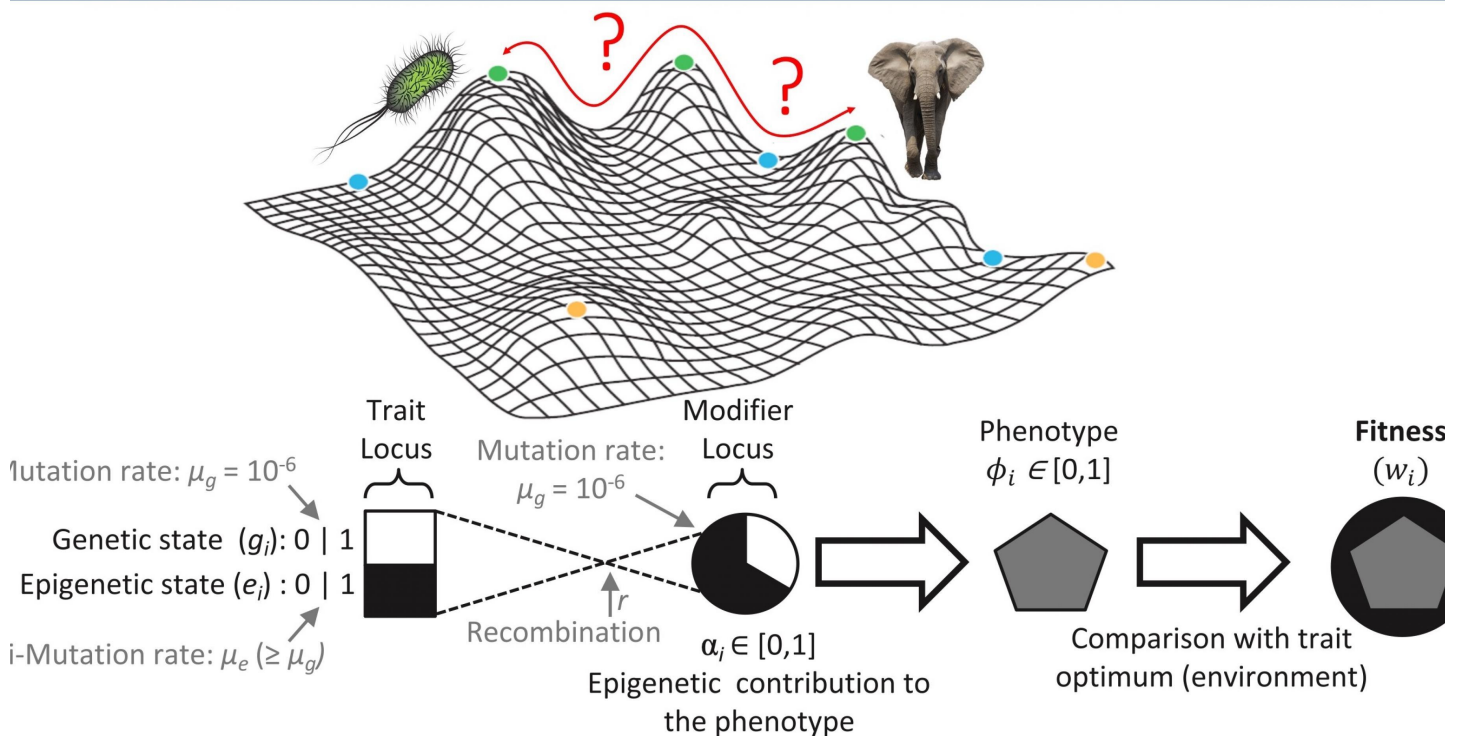 ?
?
Trait
Locus
Modifier
Locus
Mutation rate:
μg = 10-6
Mutation rate: μg = 10-6
Genetic state (gi): 0 | 1
Epigenetic state (ei) : 0 | 1
i-Mutation rate: μe (≥ μg)
r
Recombination
αi ∈ [0,1]
Epigenetic contribution to
the phenotype
Phenotype
ϕi ∈ [0,1]
Comparison with trait
optimum (environment)
Fitness
(wi)